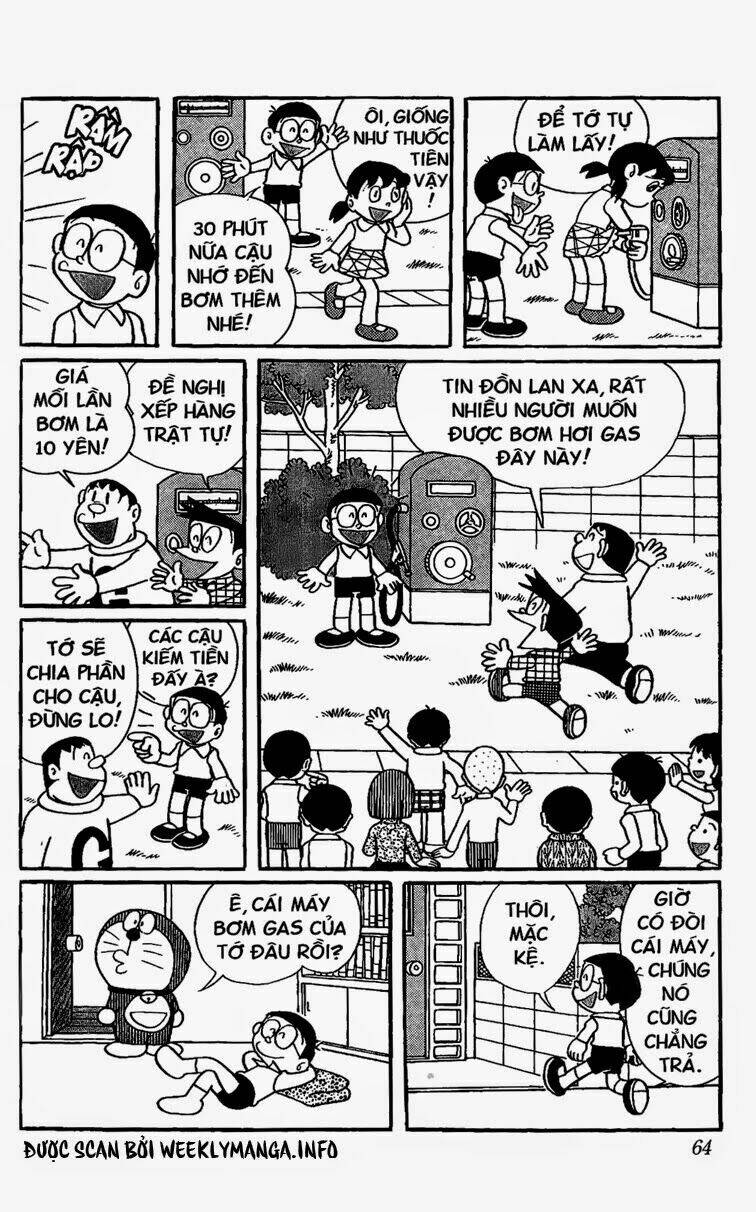 RẦM
RẬP
ÔI, GIỐNG
NHƯ THUỐC
TIÊN
VẬY
!
30 PHÚT
NỮA CẬU
NHỚ ĐẾN
BƠM THÊM
NHÉ!
ĐỂ TỚ TỰ
LÀM LẤY!
GIÁ
MỖI LẦN
BƠM LÀ
10 YÊN!
ĐỀ NGHỊ
XẾP HÀNG
TRẬT TỰ!
TIN ĐỒN LAN XA, RẤT
NHIỀU NGƯỜI MUỐN
ĐƯỢC BƠM HƠI GAS
ĐÂY NÀY!
TỚ SẼ
CHIA PHẦN
CHO CẬU,
ĐỪNG LO!
CÁC CẬU
KIẾM TIỀN
ĐẤY À?
G
Ê, CÁI MÁY
BƠM GAS CỦA
TỚ ĐÂU RỒI?
THÔI,
MẶC
KỆ.
GIỜ
CÓ ĐÒI
CÁI MÁY,
CHÚNG
NÓ
CŨNG
CHẲNG
TRẢ.
ĐƯỢC SCAN BỞI WEEKLYMANGA.INFO
64